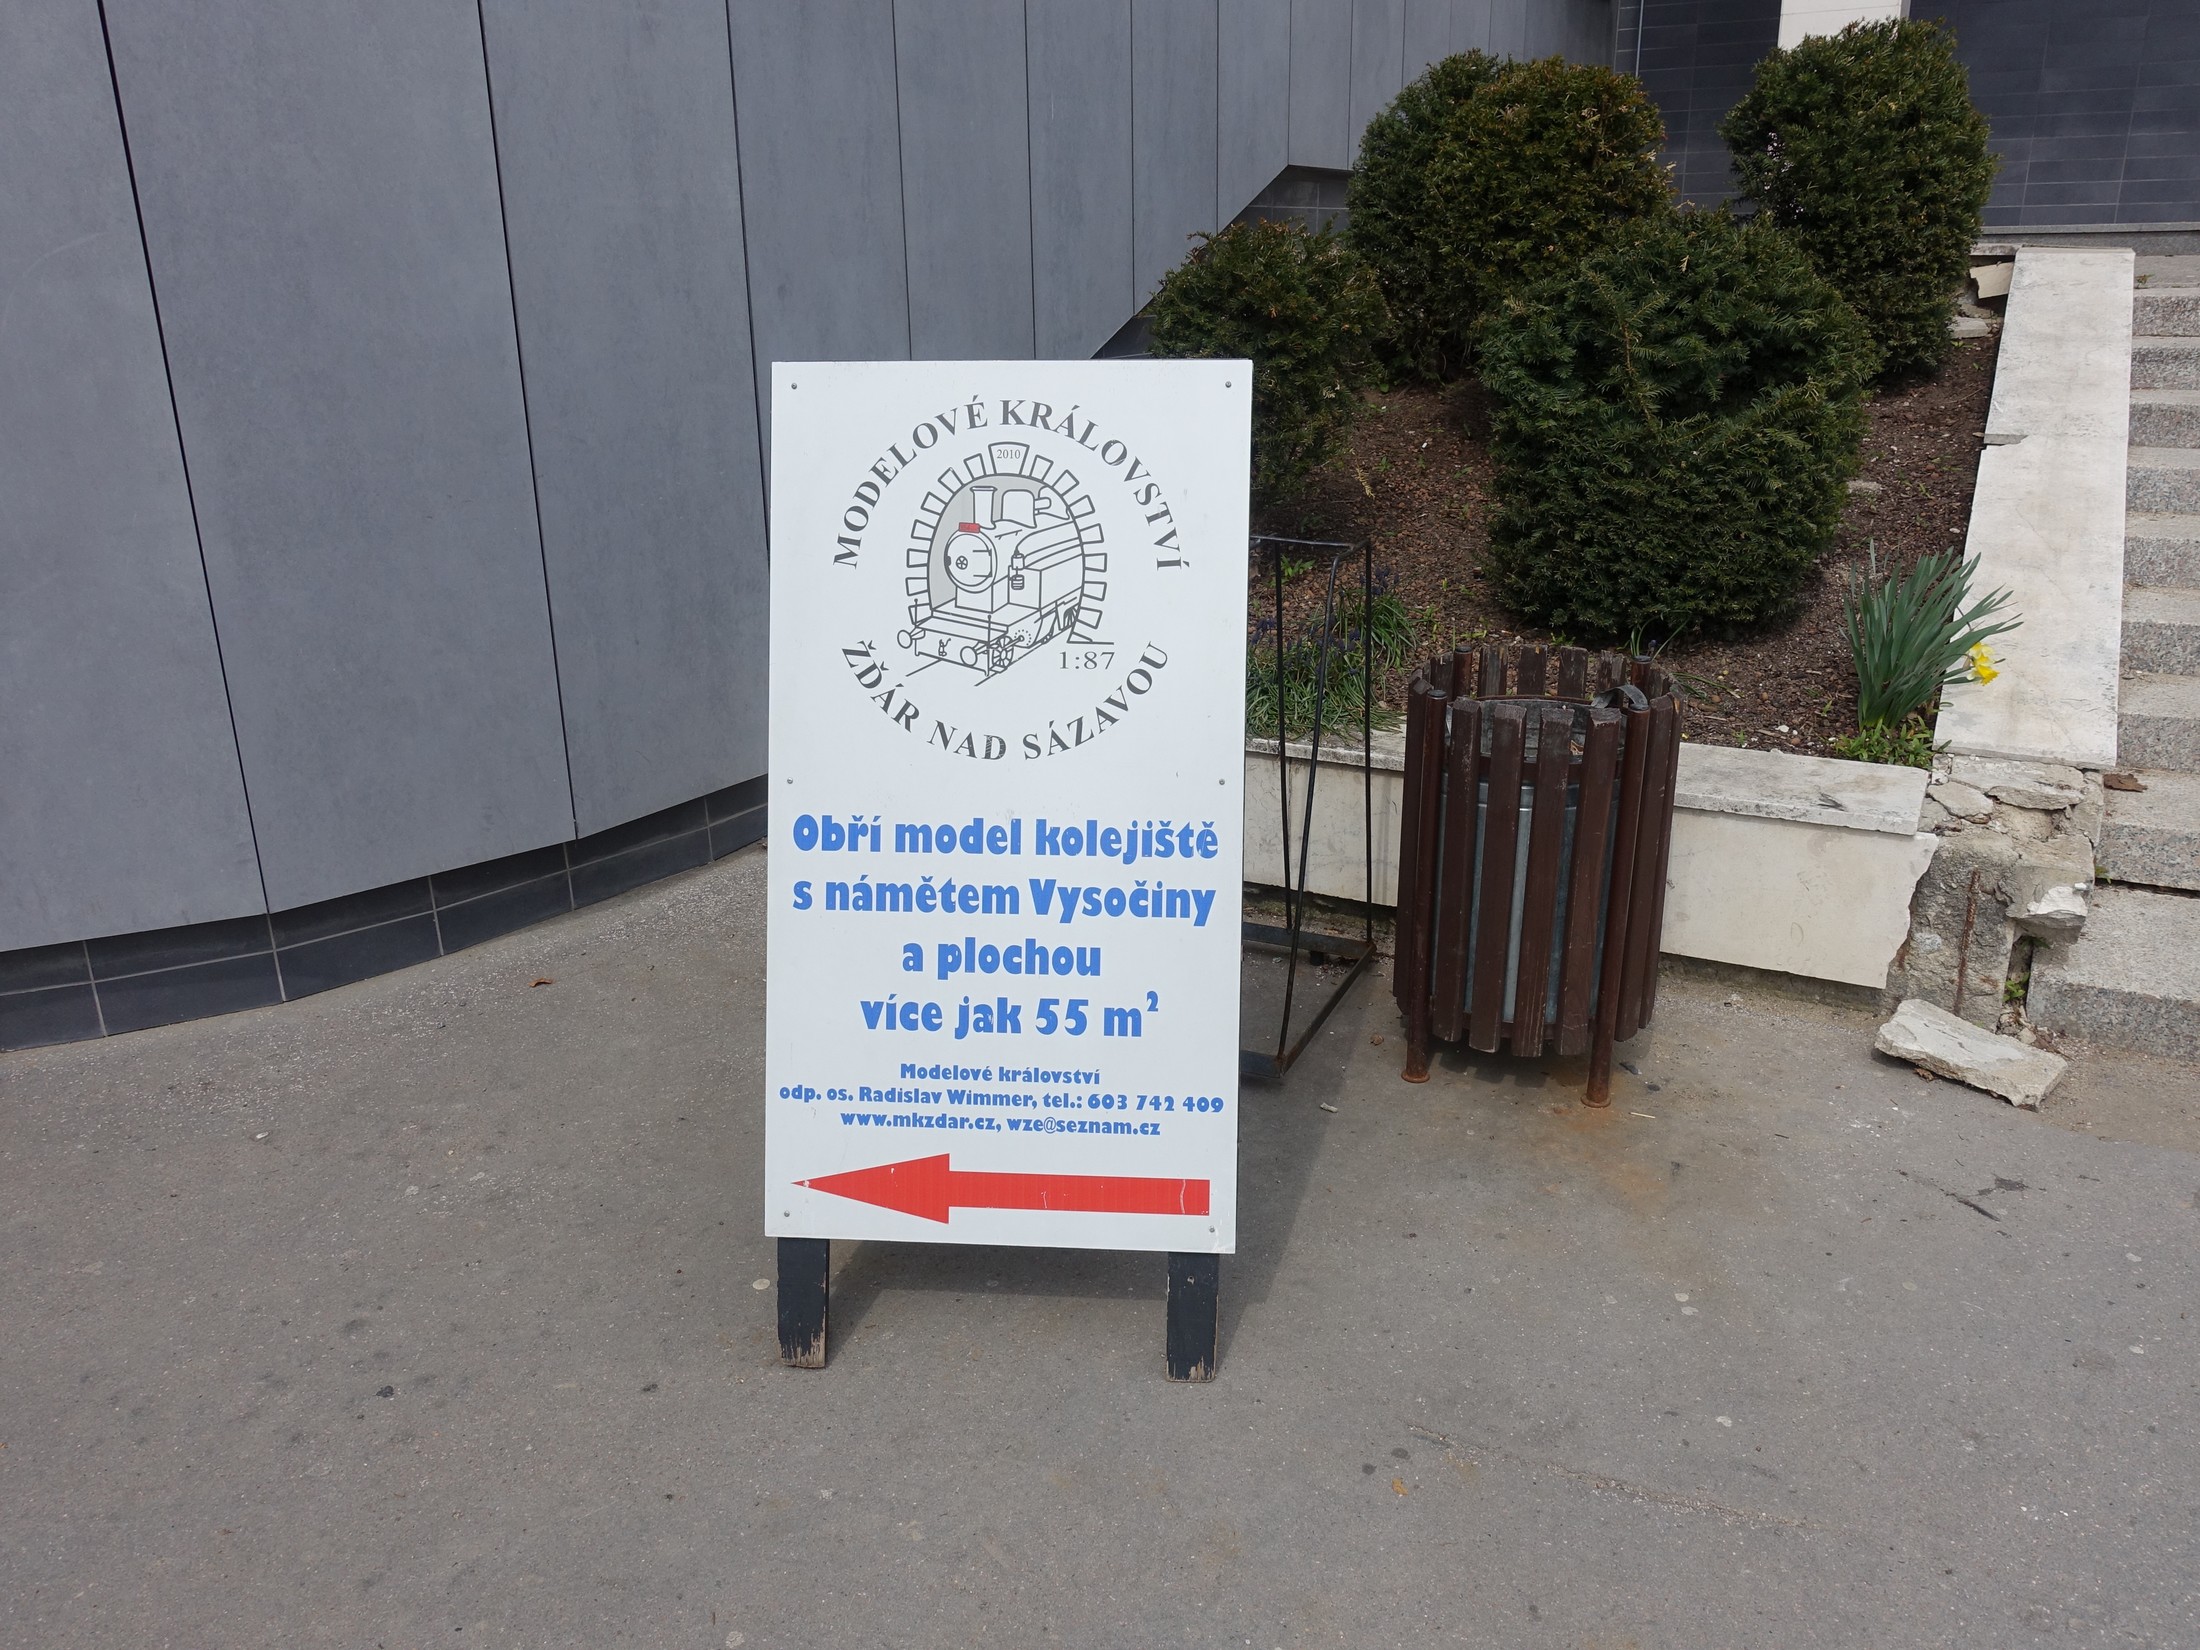 MODELOVÉ KRÁLOVSTVÍ
2010
1:87
ŽĎÁR NAD SÁZAVOU
Obří model kolejiště
s námětem Vysočiny
a plochou
více jak 55 m²
Modelové království
odp. os. Radislav Wimmer, tel.: 603 742 409
www.mkzdar.cz, wze@seznam.cz